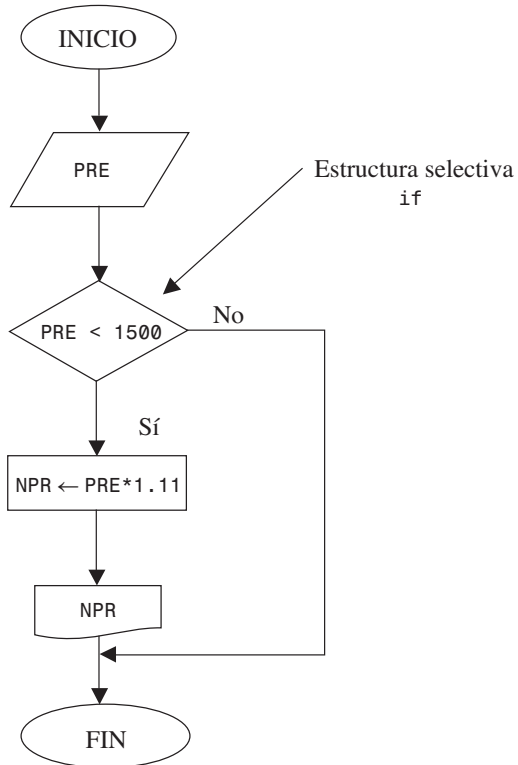 INICIO
PRE
Estructura selectiva
if
PRE < 1500
No
Sí
NPR ← PRE*1.11
NPR
FIN